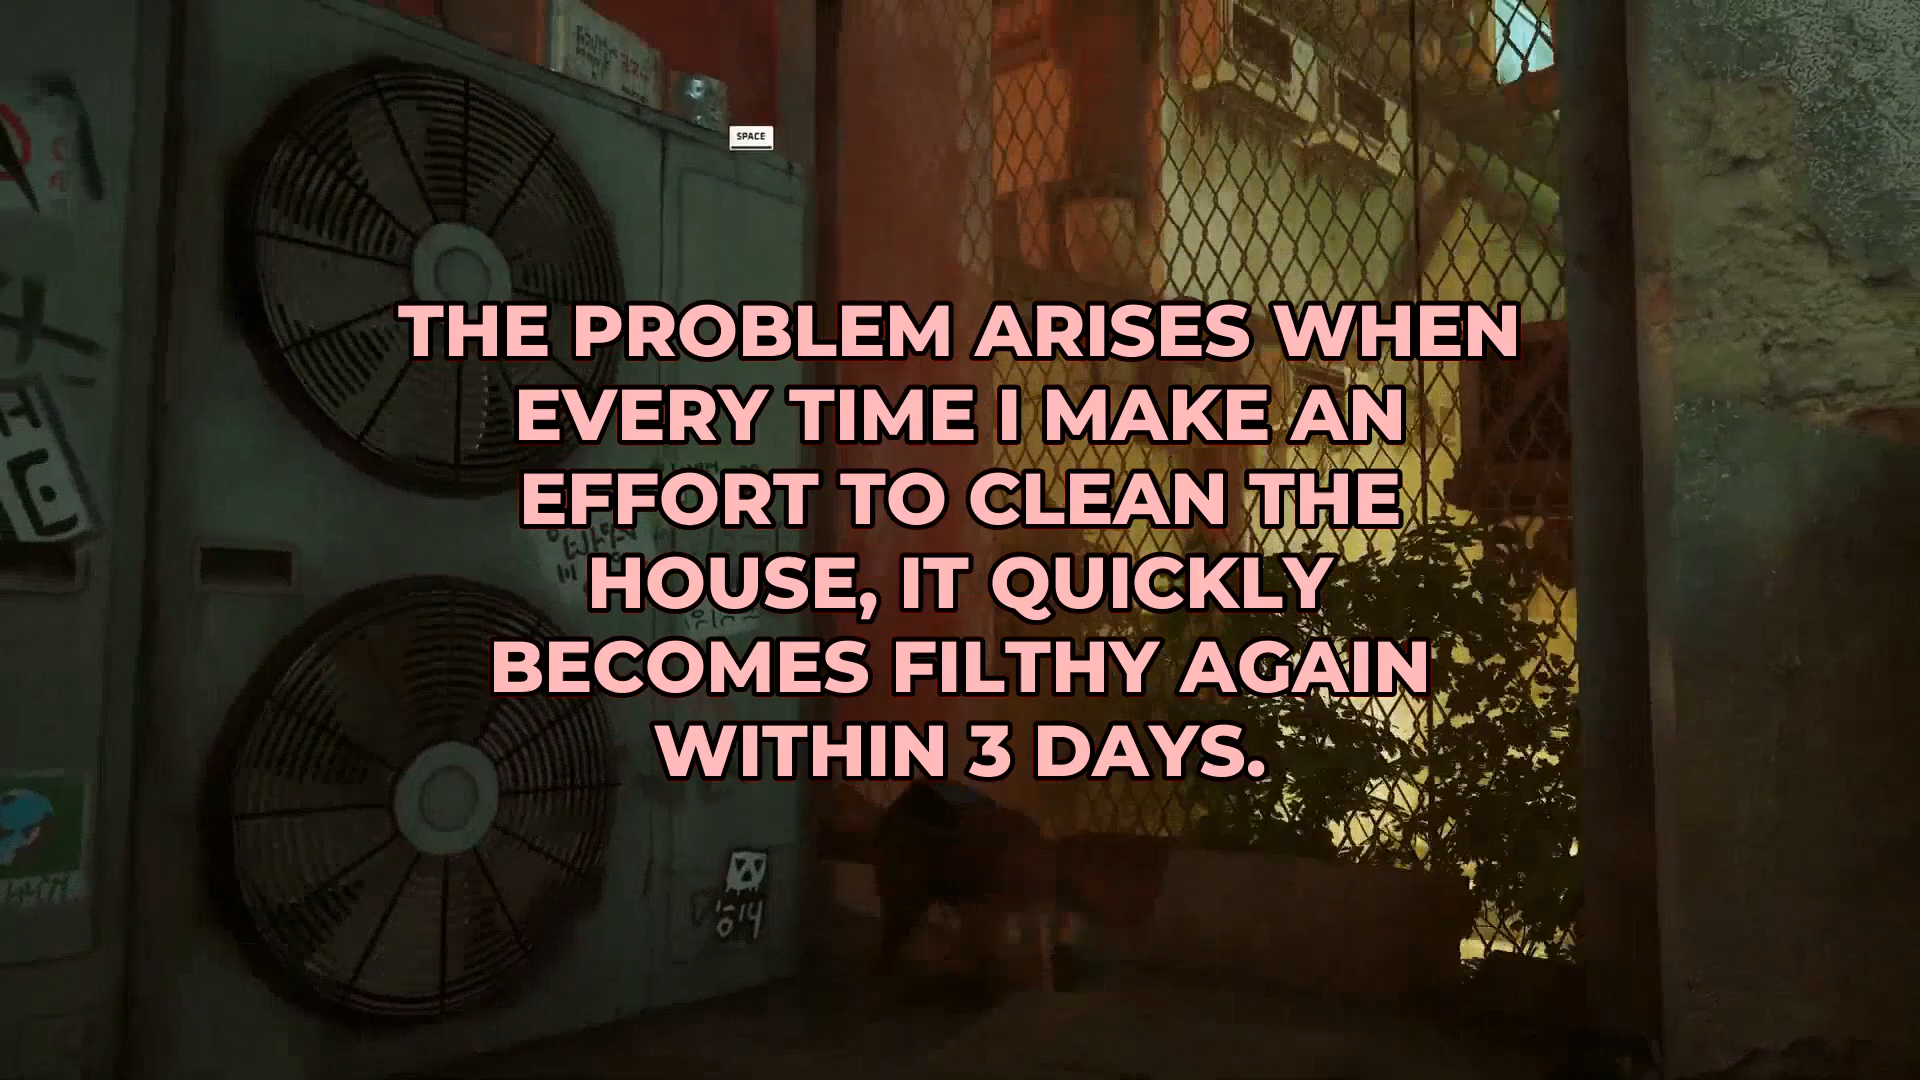 SPACE
THE PROBLEM ARISES WHEN
EVERY TIME I MAKE AN
EFFORT TO CLEAN THE
HOUSE, IT QUICKLY
BECOMES FILTHY AGAIN
WITHIN 3 DAYS.